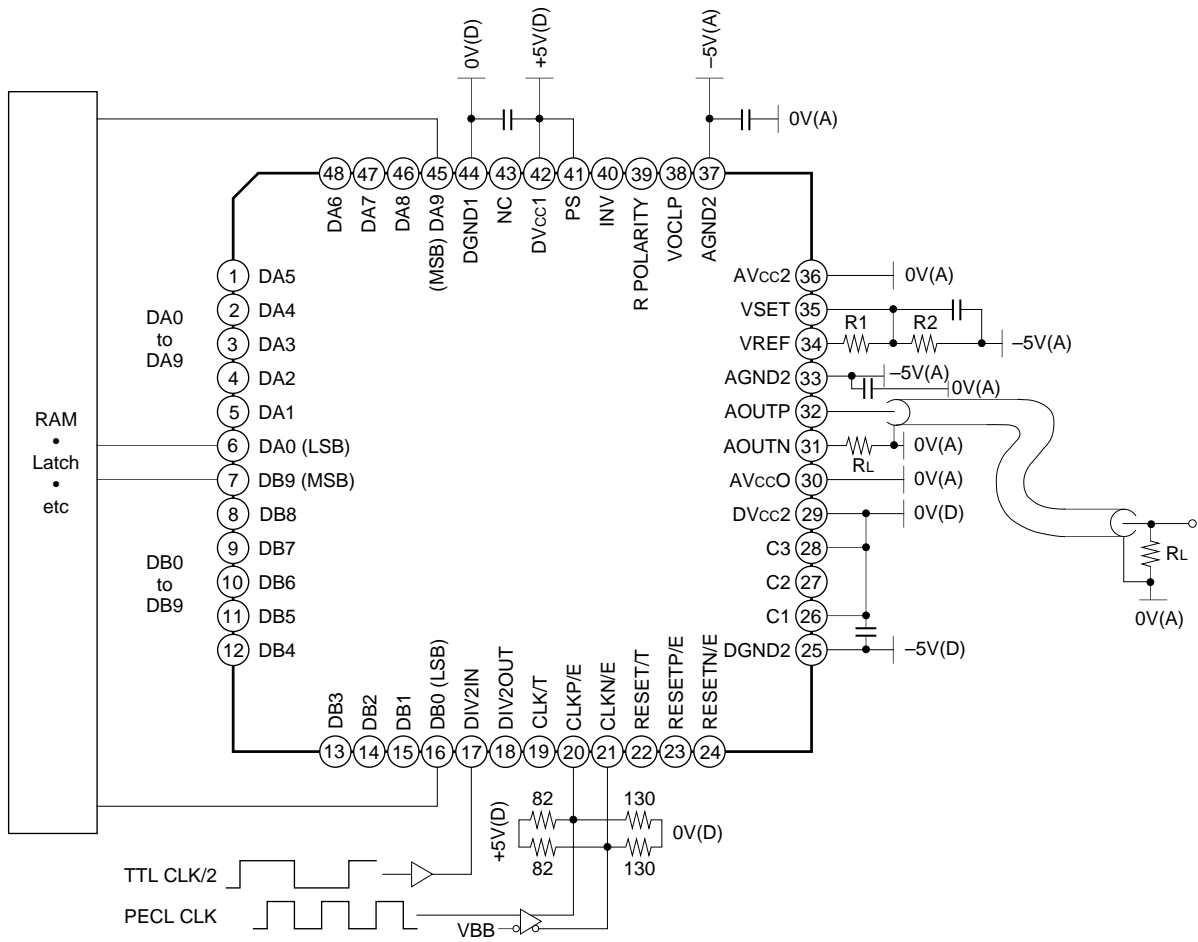 0V(D)
+5V(D)
–5V(A)
0V(A)
48 47 46 45 44 43 42 41 40 39 38 37
DA6
DA7
DA8
(MSB) DA9
DGND1
NC
DVCC1
PS
INV
R POLARITY
VOCLP
AGND2
RAM
•
Latch
•
etc
DA0
to
DA9
DB0
to
DB9
1 DA5
2 DA4
3 DA3
4 DA2
5 DA1
6 DA0 (LSB)
7 DB9 (MSB)
8 DB8
9 DB7
10 DB6
11 DB5
12 DB4
AVCC2 36 0V(A)
VSET 35
R1 R2
VREF 34 –5V(A)
AGND2 33 –5V(A)
0V(A)
AOUTP 32
AOUTN 31 RL 0V(A)
AVCCO 30 0V(A)
DVCC2 29 0V(D)
C3 28
C2 27
C1 26
DGND2 25 –5V(D)
RL
0V(A)
DB3
DB2
DB1
DB0 (LSB)
DIV2IN
DIV2OUT
CLK/T
CLKP/E
CLKN/E
RESET/T
RESETP/E
RESETN/E
13 14 15 16 17 18 19 20 21 22 23 24
82 130
+5V(D) 0V(D)
82 130
TTL CLK/2
PECL CLK
VBB